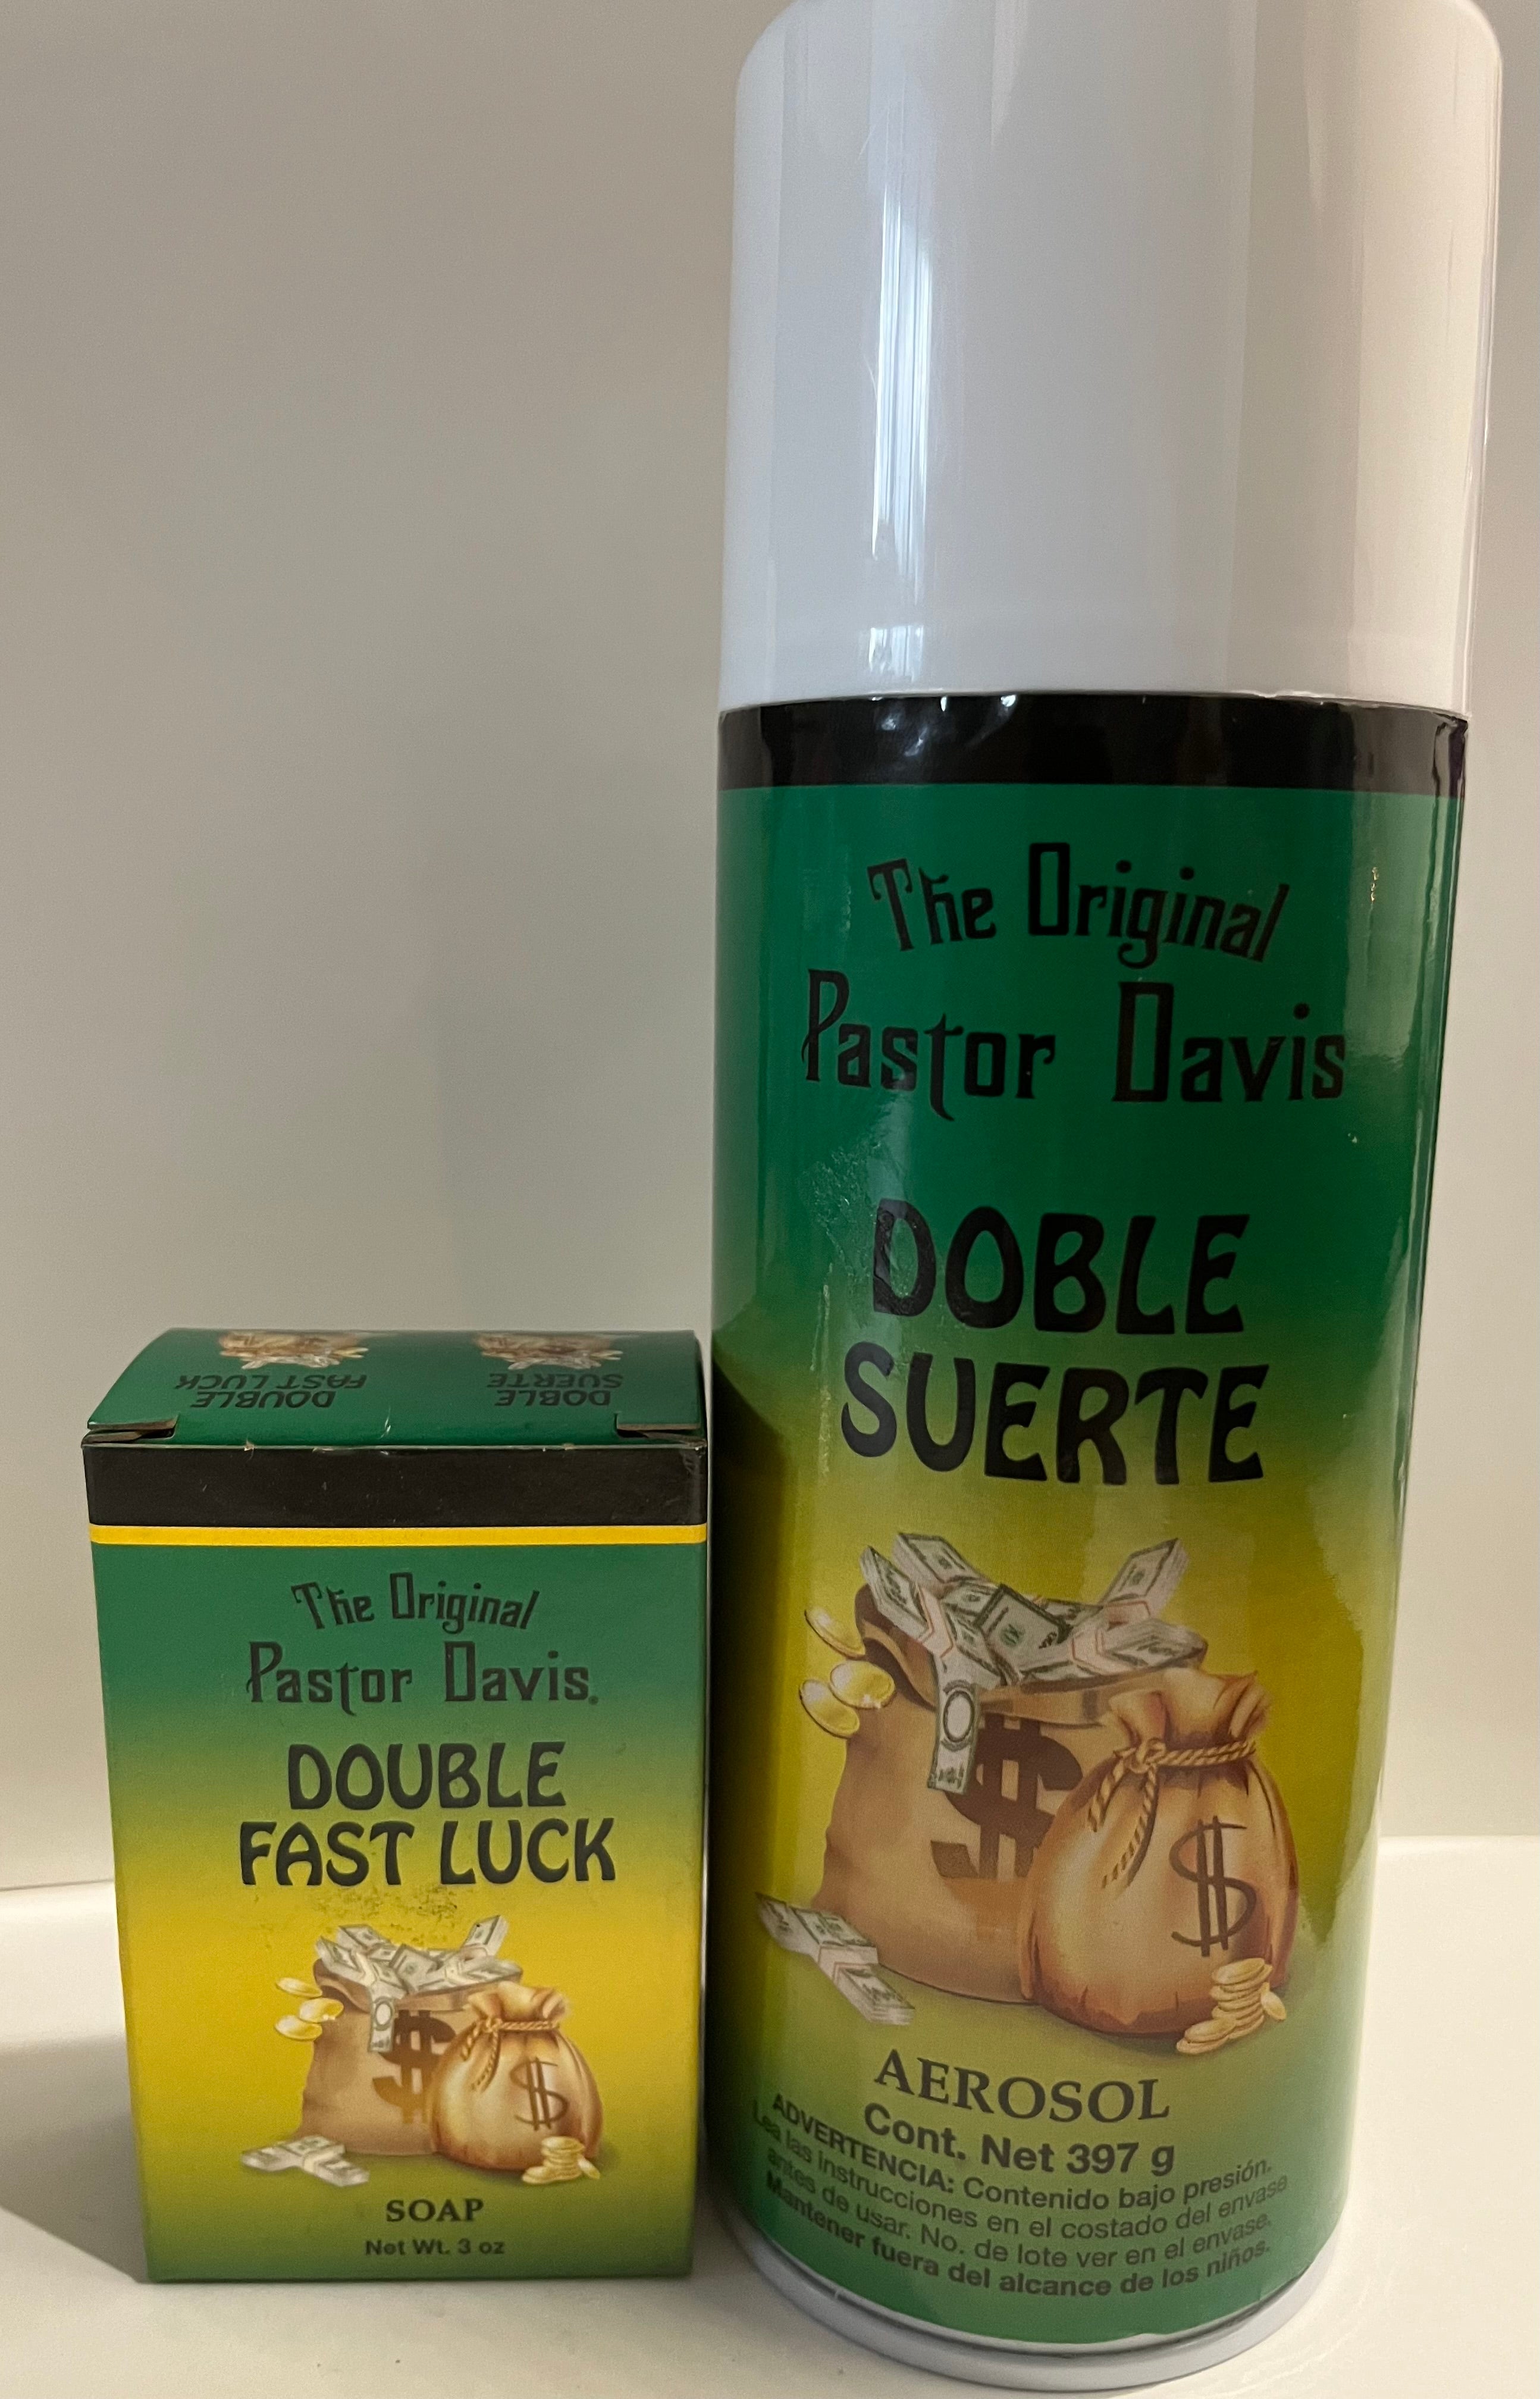 DOUBLE
FAST LUCK
DOBLE
SUERTE
The Original
Pastor Davis®
DOUBLE
FAST LUCK
SOAP
Net Wt. 3 oz
The Original
Pastor Davis
DOBLE
SUERTE
AEROSOL
Cont. Net 397 g
ADVERTENCIA: Contenido bajo presión.
Lea las instrucciones en el costado del envase
antes de usar. No. de lote ver en el envase.
Mantener fuera del alcance de los niños.